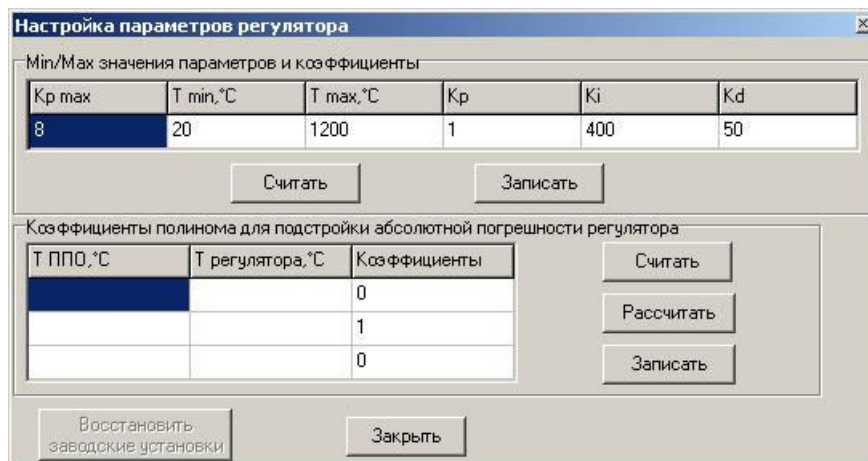 Настройка параметров регулятора
Min/Max значения параметров и коэффициенты
Kp max T min,°C T max,°C Kp Ki Kd
8 20 1200 1 400 50
Считать Записать
Коэффициенты полинома для подстройки абсолютной погрешности регулятора
Т ППО,°C Т регулятора,°C Коэффициенты
0
1
0
Считать
Рассчитать
Записать
Восстановить
заводские установки
Закрыть